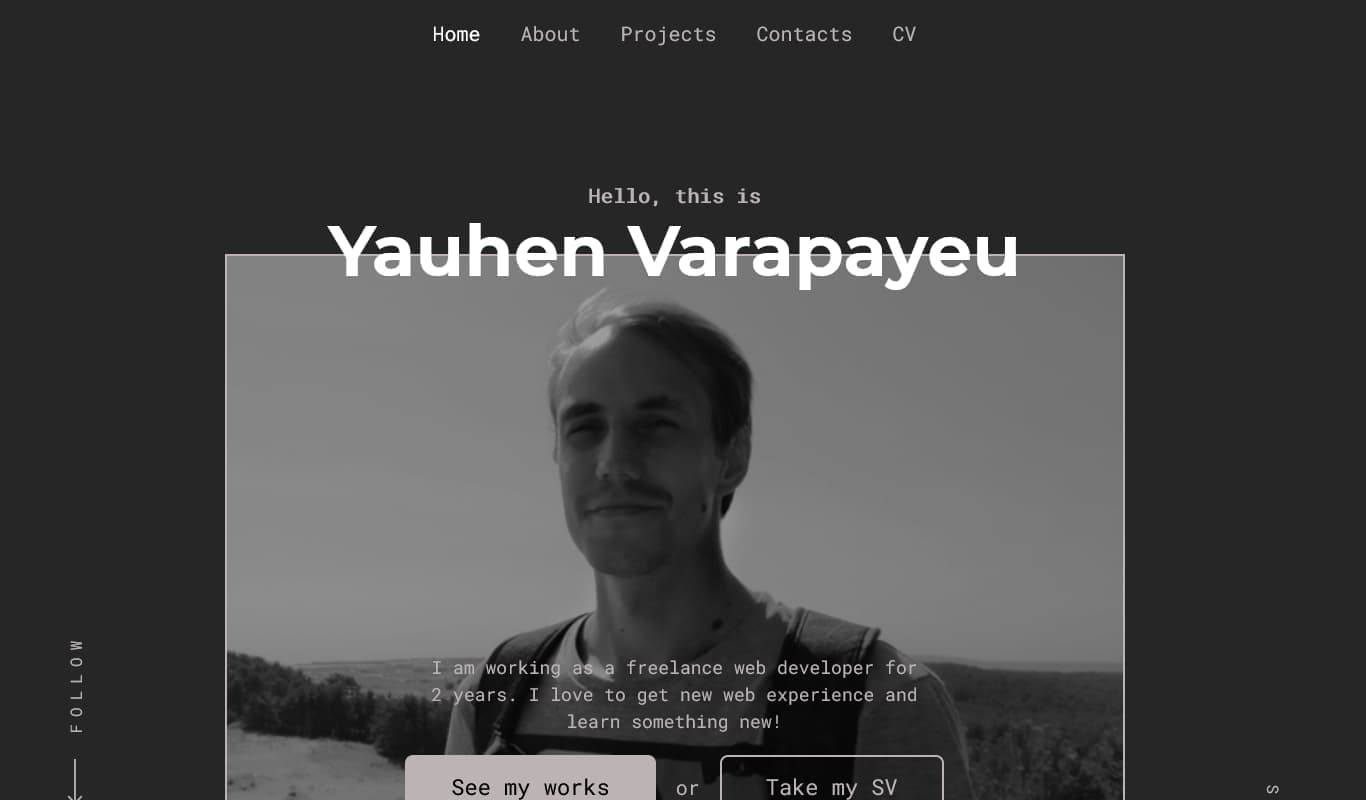 Home About Projects Contacts CV
Hello, this is
Yauhen Varapayeu
I am working as a freelance web developer for
2 years. I love to get new web experience and
learn something new!
See my works or Take my SV
FOLLOW
S